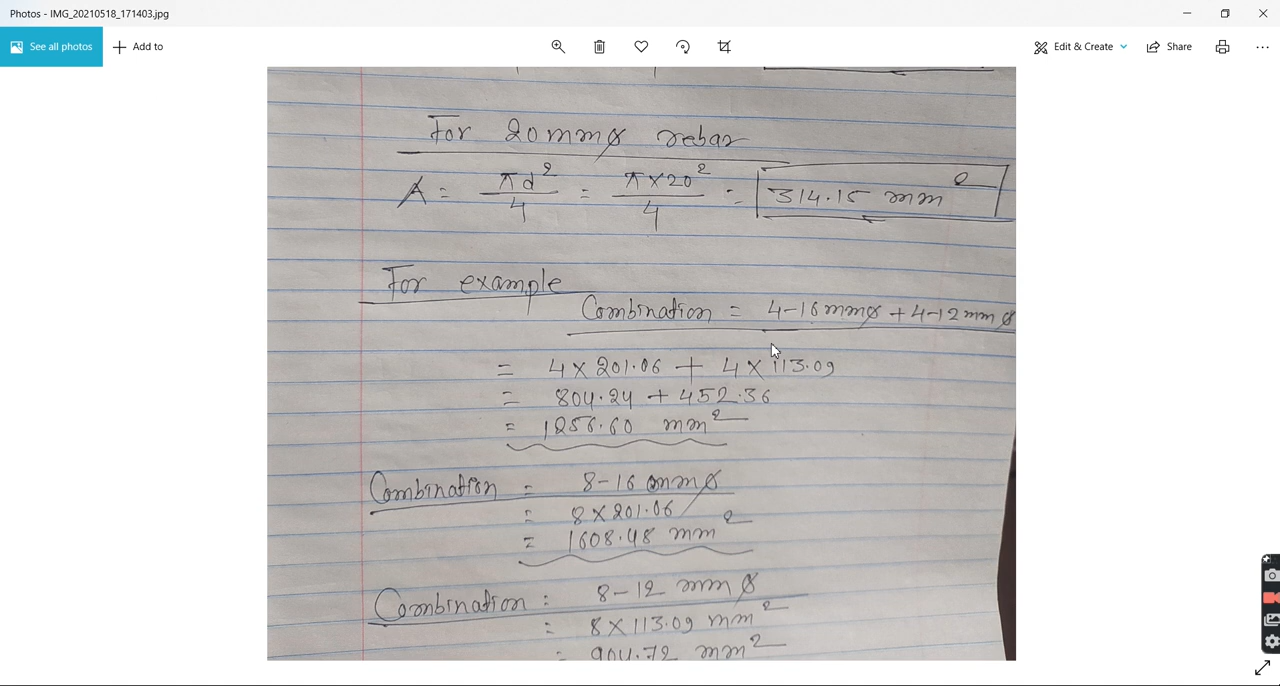 Photos - IMG_20210518_171403.jpg
See all photos
Add to
Edit & Create
Share
For 20mmø rebar
A = πd²/4 = π×20²/4 = 314.15 mm²
For example
Combination = 4-16mmø + 4-12mmø
= 4×201.06 + 4×113.09
= 804.24 + 452.36
= 1256.60 mm²
Combination = 8-16 mmø
= 8×201.06
= 1608.48 mm²
Combination = 8-12 mmø
= 8×113.09 mm²
= 904.72 mm²